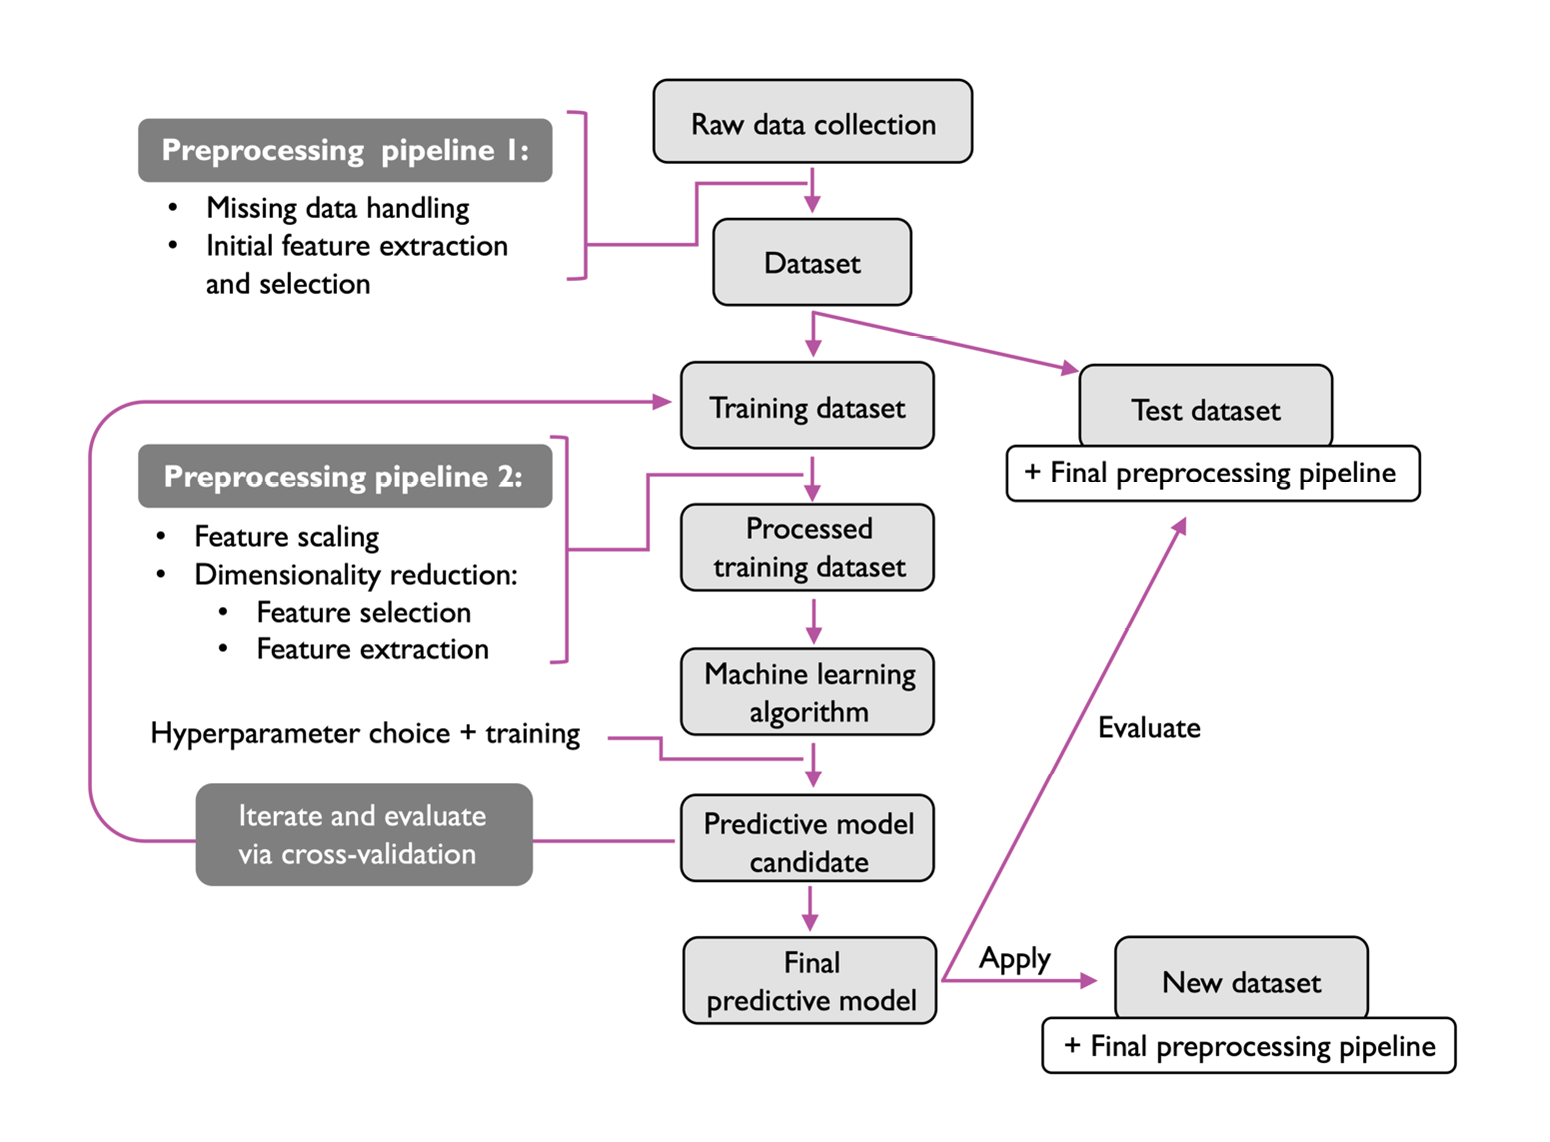 Raw data collection
Preprocessing pipeline 1:
• Missing data handling
• Initial feature extraction
and selection
Dataset
Training dataset
Test dataset
+ Final preprocessing pipeline
Preprocessing pipeline 2:
• Feature scaling
• Dimensionality reduction:
• Feature selection
• Feature extraction
Processed
training dataset
Machine learning
algorithm
Hyperparameter choice + training
Evaluate
Iterate and evaluate
via cross-validation
Predictive model
candidate
Final
predictive model
Apply
New dataset
+ Final preprocessing pipeline